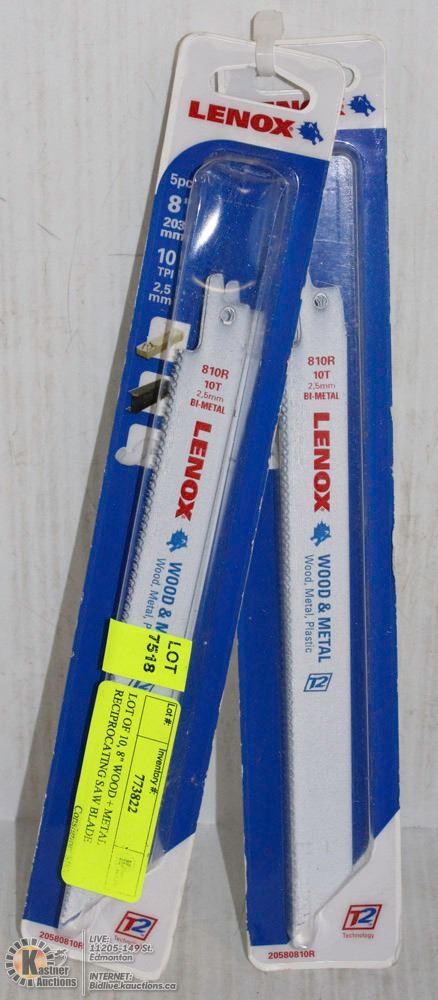 LENOX
LENOX
5pc
8"
203
mm
10
TPI
2,5
mm
810R
10T
2,5mm
BI-METAL
LENOX
WOOD & M
Wood, Metal, P
T2
810R
10T
2,5mm
BI-METAL
LENOX
WOOD & METAL
Wood, Metal, Plastic
T2
LOT
7518
Lot #:
Inventory #:
773822
LOT OF 10, 8" WOOD + METAL
RECIPROCATING SAW BLADE
T2
Technology
20580810R
T2
Technology
20580810R
Kastner
Auctions
LIVE:
11205-149 St.
Edmonton
INTERNET:
Bidlive.kauctions.ca